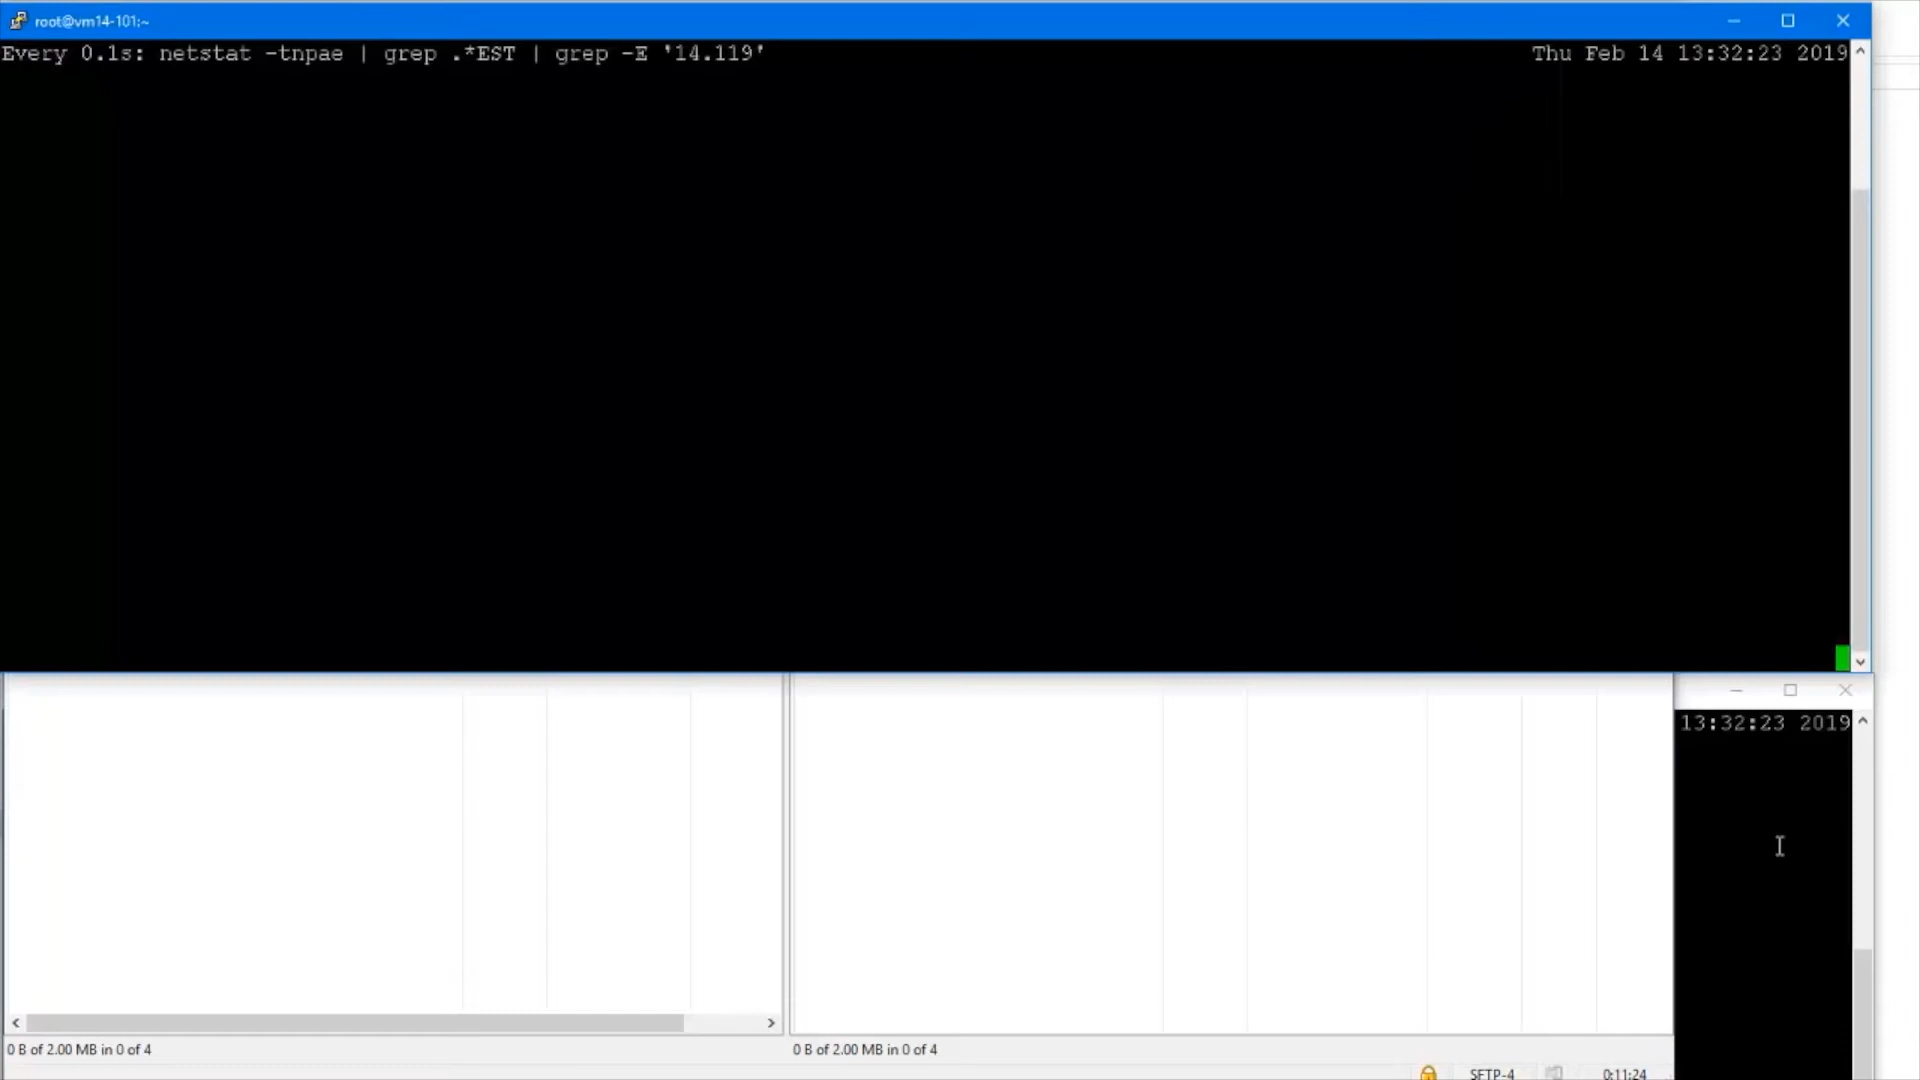 root@vm14-101:~
Every 0.1s: netstat -tnpae | grep .*EST | grep -E '14.119'
Thu Feb 14 13:32:23 2019
13:32:23 2019
0 B of 2.00 MB in 0 of 4
0 B of 2.00 MB in 0 of 4
SFTP-4
0:11:24